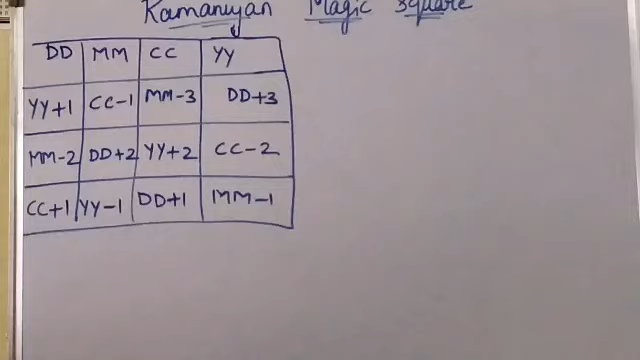 Ramanujan Magic Square
DD MM CC YY
YY+1 CC-1 MM-3 DD+3
MM-2 DD+2 YY+2 CC-2
CC+1 YY-1 DD+1 MM-1